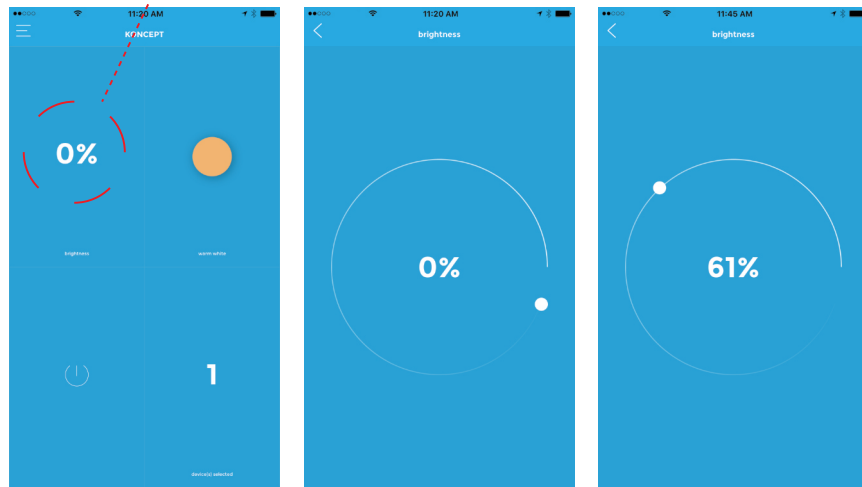 11:20 AM
KONCEPT
0%
brightness
warm white
1
device(s) selected
11:20 AM
brightness
0%
11:45 AM
brightness
61%